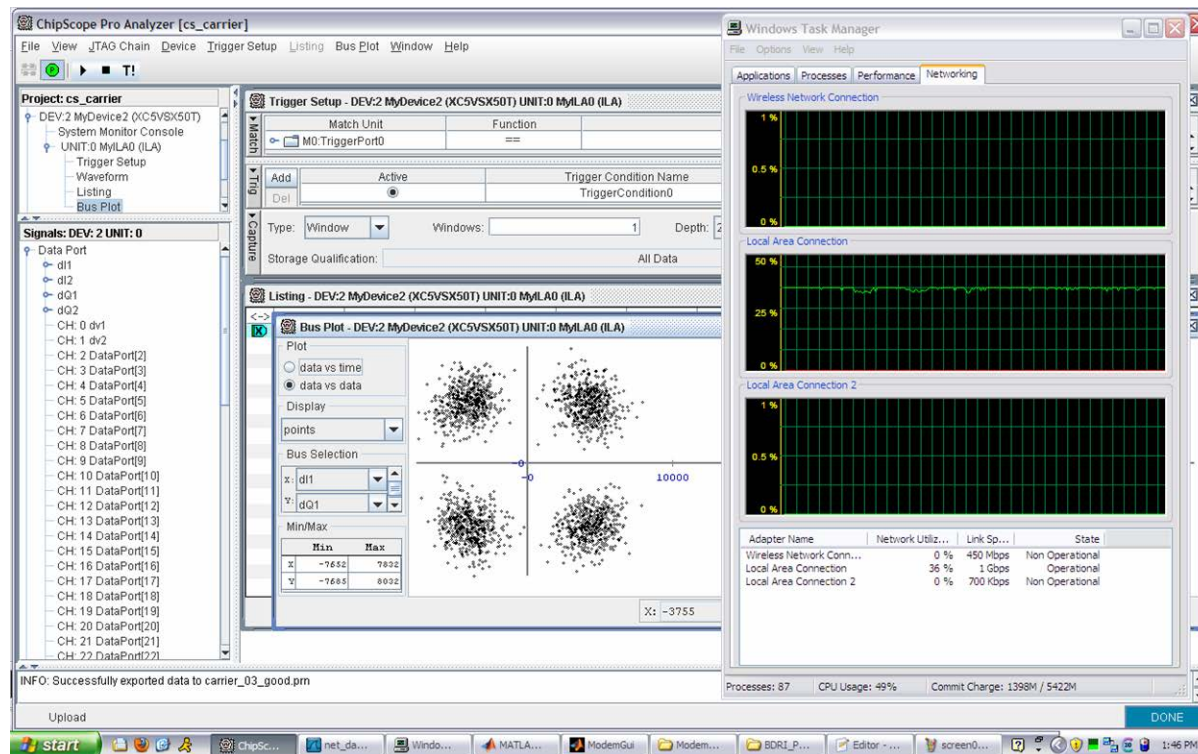 ChipScope Pro Analyzer [cs_carrier]
File View JTAG Chain Device Trigger Setup Listing Bus Plot Window Help
T!
Project: cs_carrier
DEV:2 MyDevice2 (XC5VSX50T)
System Monitor Console
UNIT:0 MyILA0 (ILA)
Trigger Setup
Waveform
Listing
Bus Plot
Signals: DEV: 2 UNIT: 0
Data Port
dI1
dI2
dQ1
dQ2
CH: 0 dv1
CH: 1 dv2
CH: 2 DataPort[2]
CH: 3 DataPort[3]
CH: 4 DataPort[4]
CH: 5 DataPort[5]
CH: 6 DataPort[6]
CH: 7 DataPort[7]
CH: 8 DataPort[8]
CH: 9 DataPort[9]
CH: 10 DataPort[10]
CH: 11 DataPort[11]
CH: 12 DataPort[12]
CH: 13 DataPort[13]
CH: 14 DataPort[14]
CH: 15 DataPort[15]
CH: 16 DataPort[16]
CH: 17 DataPort[17]
CH: 18 DataPort[18]
CH: 19 DataPort[19]
CH: 20 DataPort[20]
CH: 21 DataPort[21]
CH: 22 DataPort[22]
Trigger Setup - DEV:2 MyDevice2 (XC5VSX50T) UNIT:0 MyILA0 (ILA)
Match
Match Unit Function
M0:TriggerPort0 ==
Trig
Add Active Trigger Condition Name
Del TriggerCondition0
Capture
Type: Window Windows: 1 Depth: 2
Storage Qualification: All Data
Listing - DEV:2 MyDevice2 (XC5VSX50T) UNIT:0 MyILA0 (ILA)
<->
X
Bus Plot - DEV:2 MyDevice2 (XC5VSX50T) UNIT:0 MyILA0 (ILA)
Plot
data vs time
data vs data
Display
points
Bus Selection
X: dI1
Y: dQ1
Min/Max
Min Max
X -7652 7832
Y -7685 8032
-0
-0 10000
X: -3755
INFO: Successfully exported data to carrier_03_good.prn
Upload
DONE
Windows Task Manager
File Options View Help
Applications Processes Performance Networking
Wireless Network Connection
1 %
0.5 %
0 %
Local Area Connection
50 %
25 %
0 %
Local Area Connection 2
1 %
0.5 %
0 %
Adapter Name Network Utiliz... Link Sp... State
Wireless Network Conn... 0 % 450 Mbps Non Operational
Local Area Connection 36 % 1 Gbps Operational
Local Area Connection 2 0 % 700 Kbps Non Operational
Processes: 87 CPU Usage: 49% Commit Charge: 1398M / 5422M
start ChipSc... net_da... Windo... MATLA... ModemGui Modem... BDRI_P... Editor - ... screen0... 1:46 PM